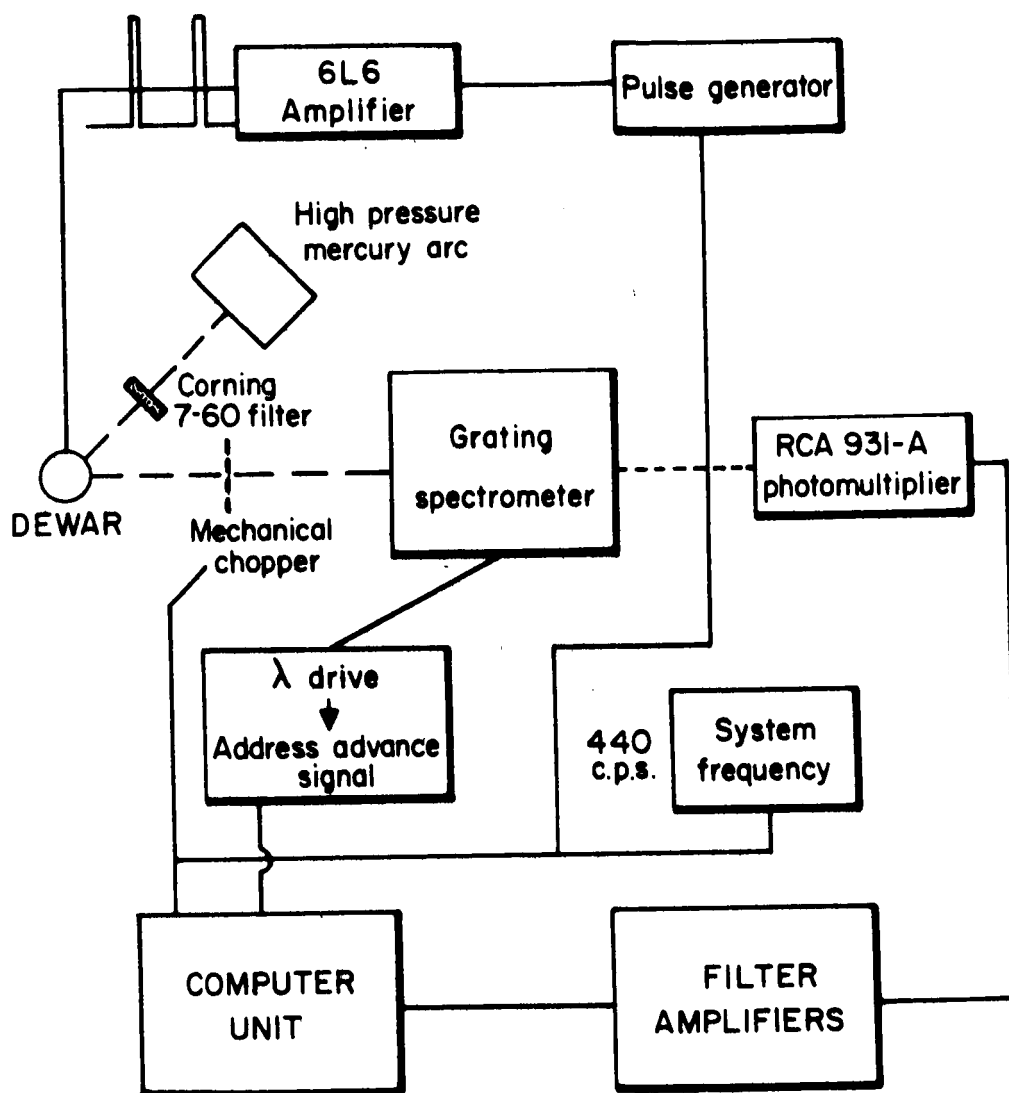 6L6
Amplifier
Pulse generator
High pressure
mercury arc
Corning
7-60 filter
Grating
spectrometer
RCA 931-A
photomultiplier
DEWAR
Mechanical
chopper
λ drive
Address advance
signal
440
c.p.s.
System
frequency
COMPUTER
UNIT
FILTER
AMPLIFIERS